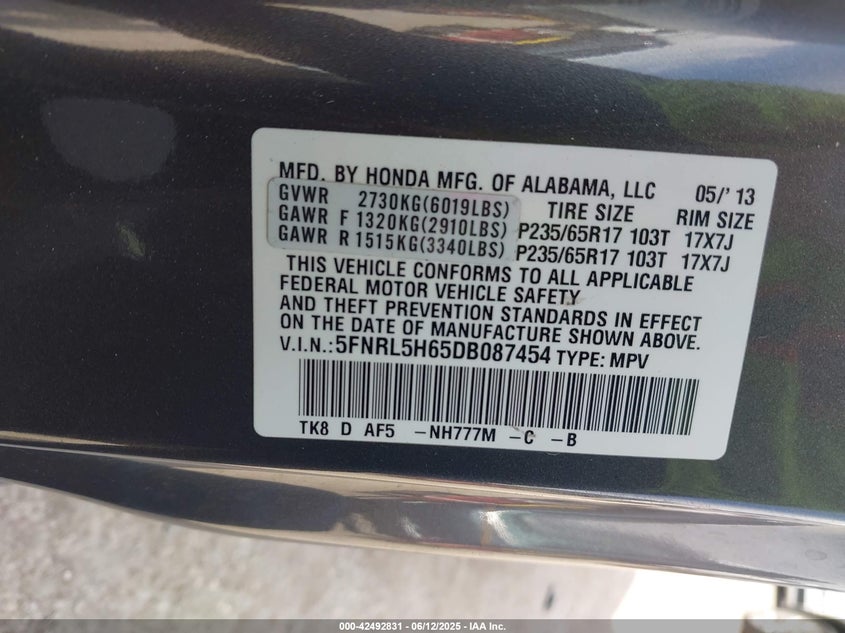 MFD. BY HONDA MFG. OF ALABAMA, LLC 05/'13
GVWR 2730KG(6019LBS) TIRE SIZE RIM SIZE
GAWR F 1320KG(2910LBS) P235/65R17 103T 17X7J
GAWR R 1515KG(3340LBS) P235/65R17 103T 17X7J
THIS VEHICLE CONFORMS TO ALL APPLICABLE
FEDERAL MOTOR VEHICLE SAFETY
AND THEFT PREVENTION STANDARDS IN EFFECT
ON THE DATE OF MANUFACTURE SHOWN ABOVE.
V.I.N.:5FNRL5H65DB087454 TYPE: MPV
TK8 D AF5 -NH777M -C -B
000-42492831 - 06/12/2025 - IAA Inc.